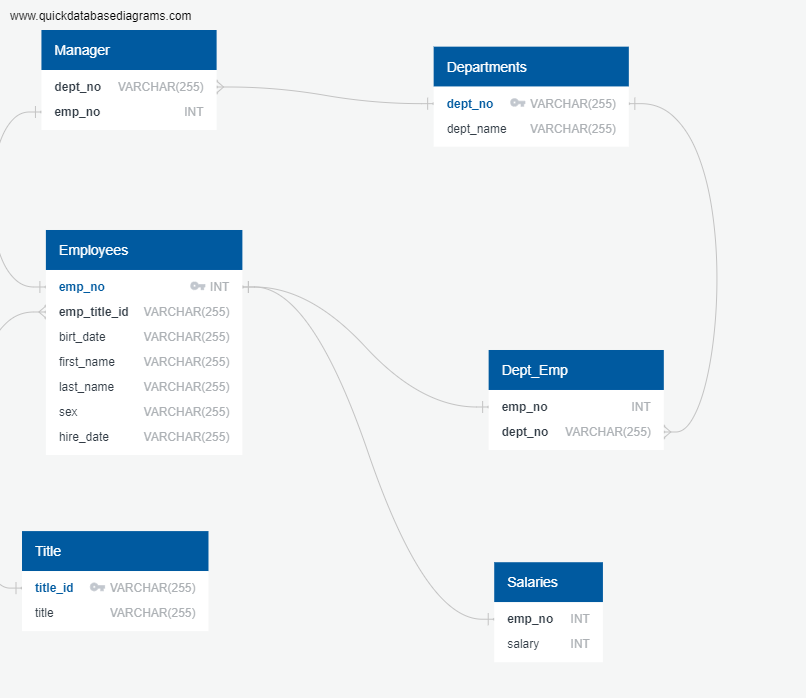 www.quickdatabasediagrams.com
Manager
dept_no VARCHAR(255)
emp_no INT
Departments
dept_no VARCHAR(255)
dept_name VARCHAR(255)
Employees
emp_no INT
emp_title_id VARCHAR(255)
birt_date VARCHAR(255)
first_name VARCHAR(255)
last_name VARCHAR(255)
sex VARCHAR(255)
hire_date VARCHAR(255)
Dept_Emp
emp_no INT
dept_no VARCHAR(255)
Title
title_id VARCHAR(255)
title VARCHAR(255)
Salaries
emp_no INT
salary INT